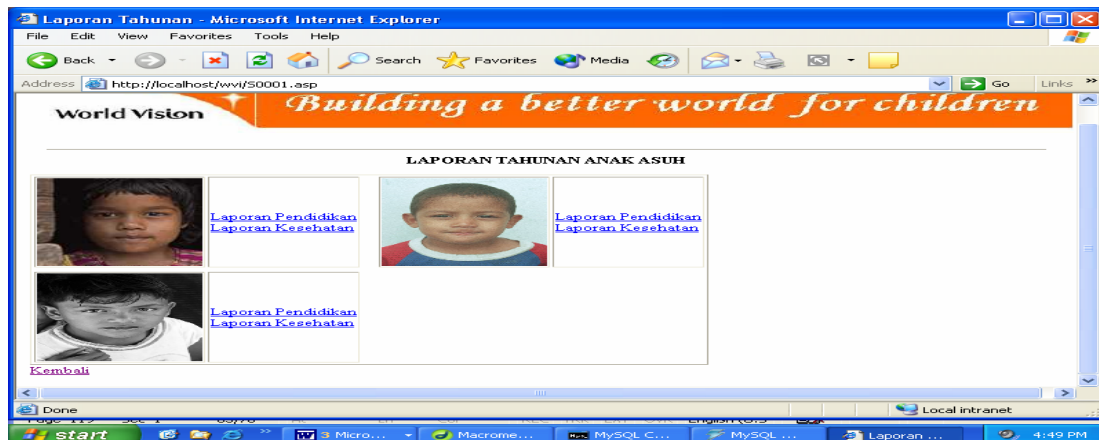 Laporan Tahunan - Microsoft Internet Explorer
File Edit View Favorites Tools Help
Back Search Favorites Media
Address http://localhost/wvi/S0001.asp Go Links »
World Vision Building a better world for children
LAPORAN TAHUNAN ANAK ASUH
Laporan Pendidikan
Laporan Kesehatan
Laporan Pendidikan
Laporan Kesehatan
Laporan Pendidikan
Laporan Kesehatan
Kembali
Done Local intranet
start » 3 Micro... Macrome... MySQL C... MySQL ... Laporan ... 4:49 PM